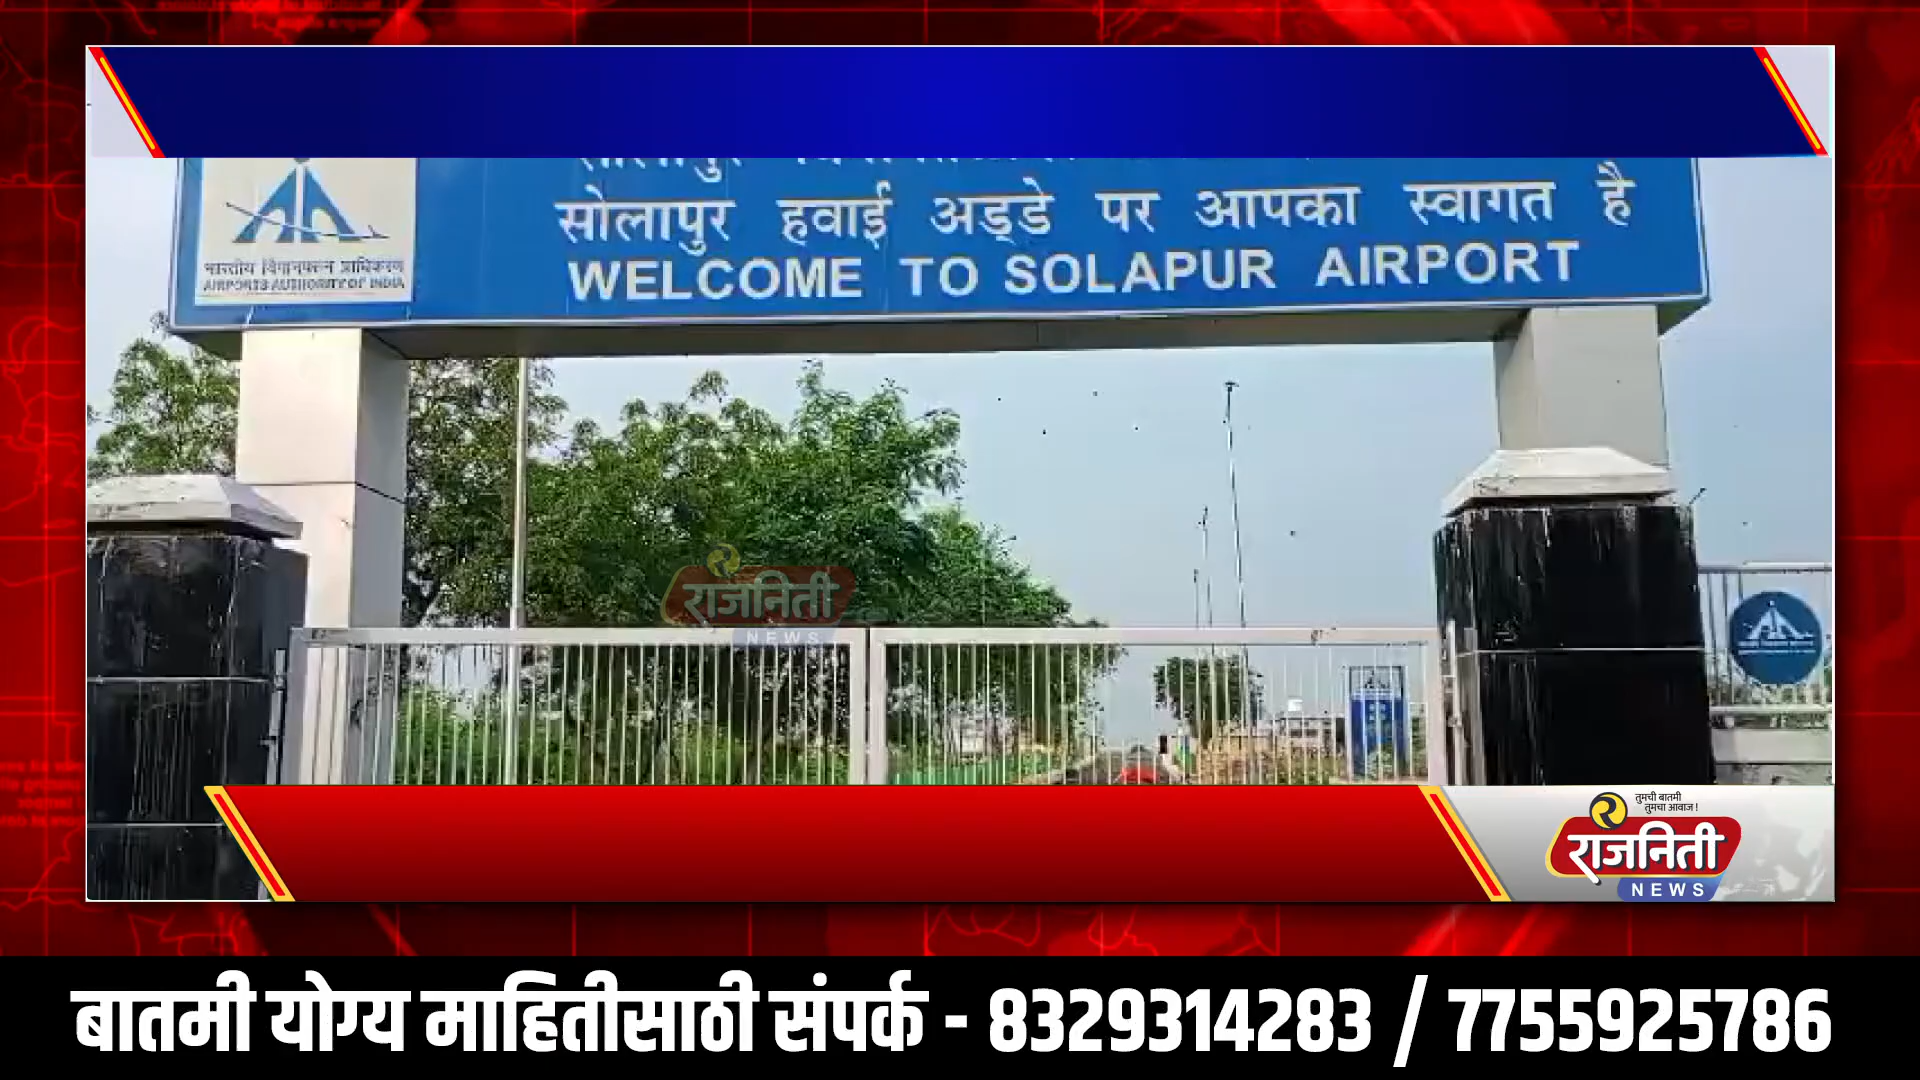 सोलापुर हवाई अड्डे पर आपका स्वागत है
WELCOME TO SOLAPUR AIRPORT
भारतीय विमानपत्तन प्राधिकरण
AIRPORTS AUTHORITY OF INDIA
राजनिती
NEWS
तुमची बातमी
तुमचा आवाज !
राजनिती
NEWS
बातमी योग्य माहितीसाठी संपर्क - 8329314283 / 7755925786